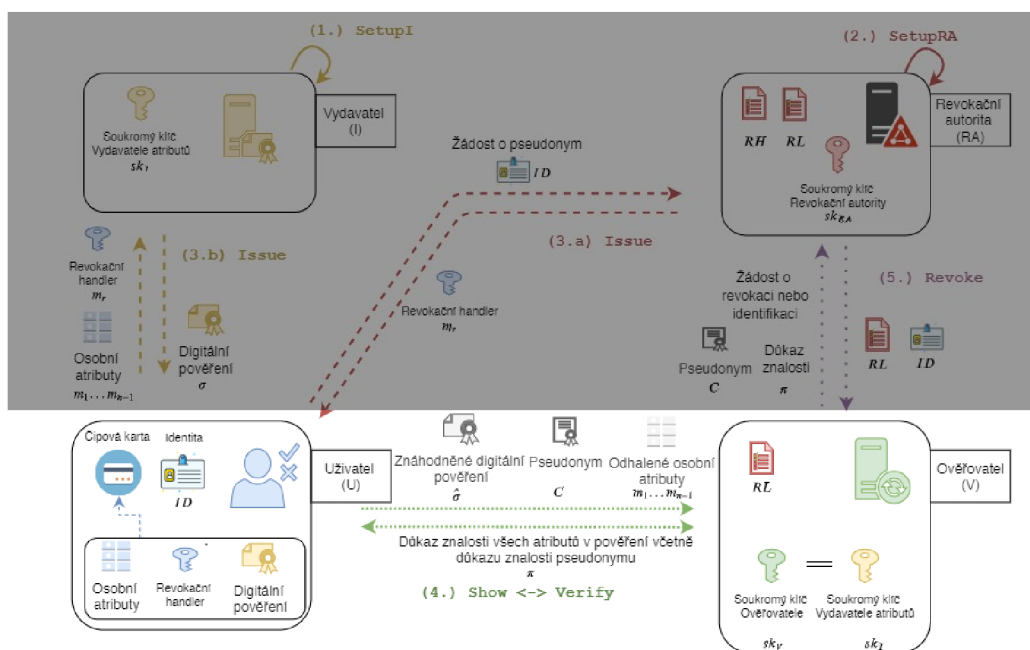 (1.) SetupI
(2.) SetupRA
Soukromý klíč
Vydavatele atributů
sk_I
Vydavatel
(I)
Žádost o pseudonym
ID
RH
RL
Soukromý klíč
Revokační autority
sk_RA
Revokační
autorita
(RA)
(3.a) Issue
Revokační
handler
m_r
(3.b) Issue
Revokační handler
m_r
Žádost o
revokaci nebo
identifikaci
(5.) Revoke
Osobní
atributy
m_1...m_{n-1}
Digitální
pověření
σ
Pseudonym
C
Důkaz
znalosti
π
RL
ID
Čipová karta
Identita
ID
Osobní
atributy
Revokační
handler
Digitální
pověření
Uživatel
(U)
Znáhodněné digitální
pověření
σ̂
Pseudonym
C
Odhalené osobní
atributy
m_1...m_{n-1}
Důkaz znalosti všech atributů v pověření včetně
důkazu znalosti pseudonymu
π
(4.) Show <-> Verify
RL
Ověřovatel
(V)
Soukromý klíč
Ověřovatele
sk_V
=
Soukromý klíč
Vydavatele atributů
sk_I